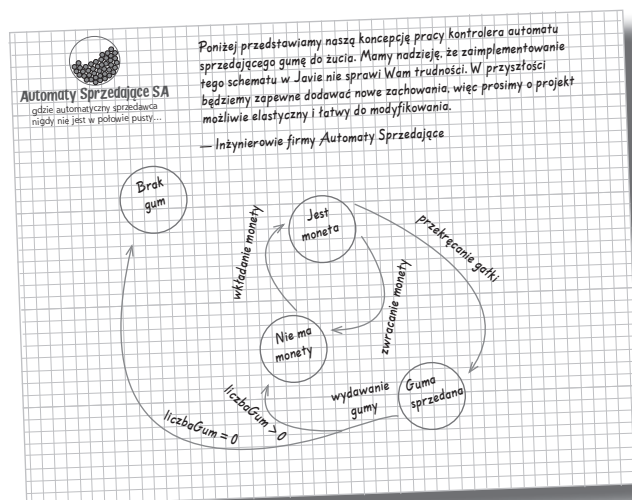 Poniżej przedstawiamy naszą koncepcję pracy kontrolera automatu
sprzedającego gumę do żucia. Mamy nadzieję, że zaimplementowanie
tego schematu w Javie nie sprawi Wam trudności. W przyszłości
będziemy zapewne dodawać nowe zachowania, więc prosimy o projekt
możliwie elastyczny i łatwy do modyfikowania.
— Inżynierowie firmy Automaty Sprzedające
Automaty Sprzedające SA
gdzie automatyczny sprzedawca
nigdy nie jest w połowie pusty...
Brak
gum
Jest
moneta
wkładanie monety
przekręcanie gałki
zwracanie monety
Nie ma
monety
Guma
sprzedana
wydawanie
gumy
liczbaGum > 0
liczbaGum = 0